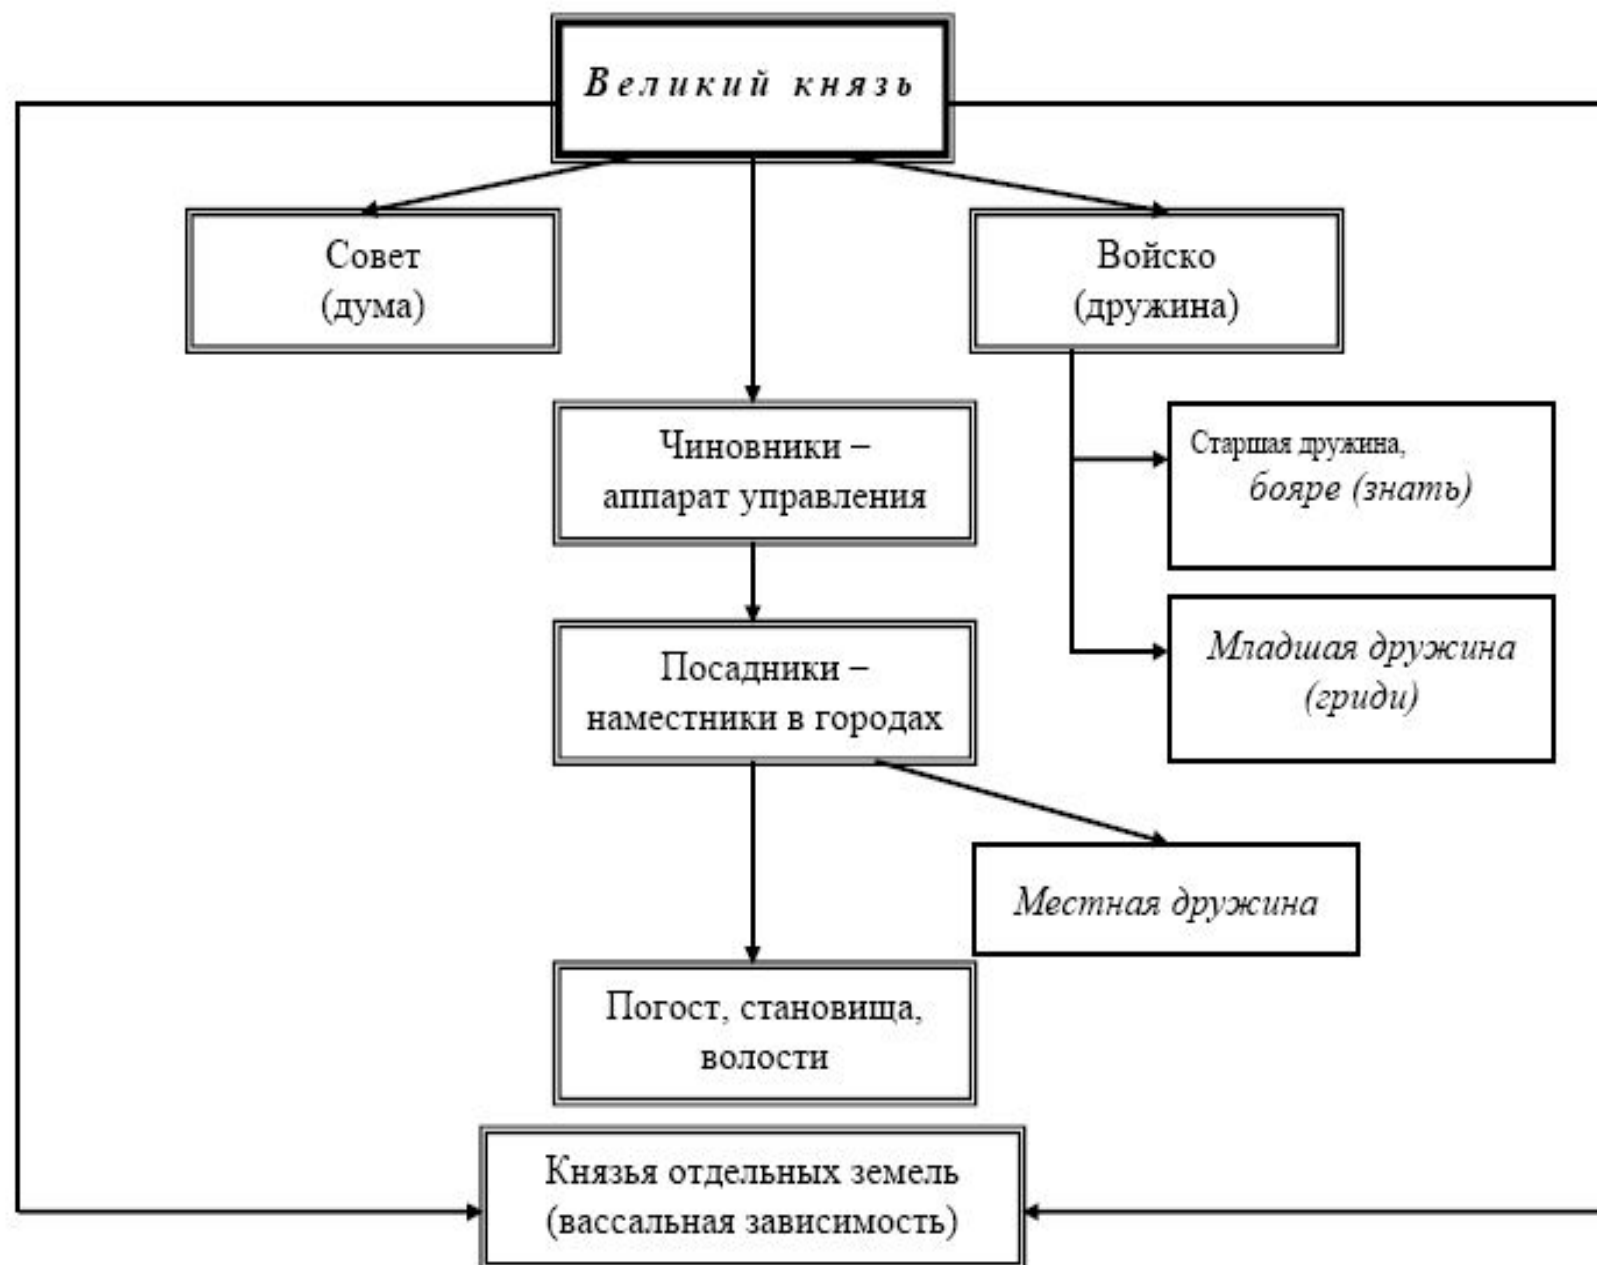 Великий князь
Совет
(дума)
Войско
(дружина)
Чиновники –
аппарат управления
Старшая дружина,
бояре (знать)
Посадники –
наместники в городах
Младшая дружина
(гриди)
Местная дружина
Погост, становища,
волости
Князья отдельных земель
(вассальная зависимость)